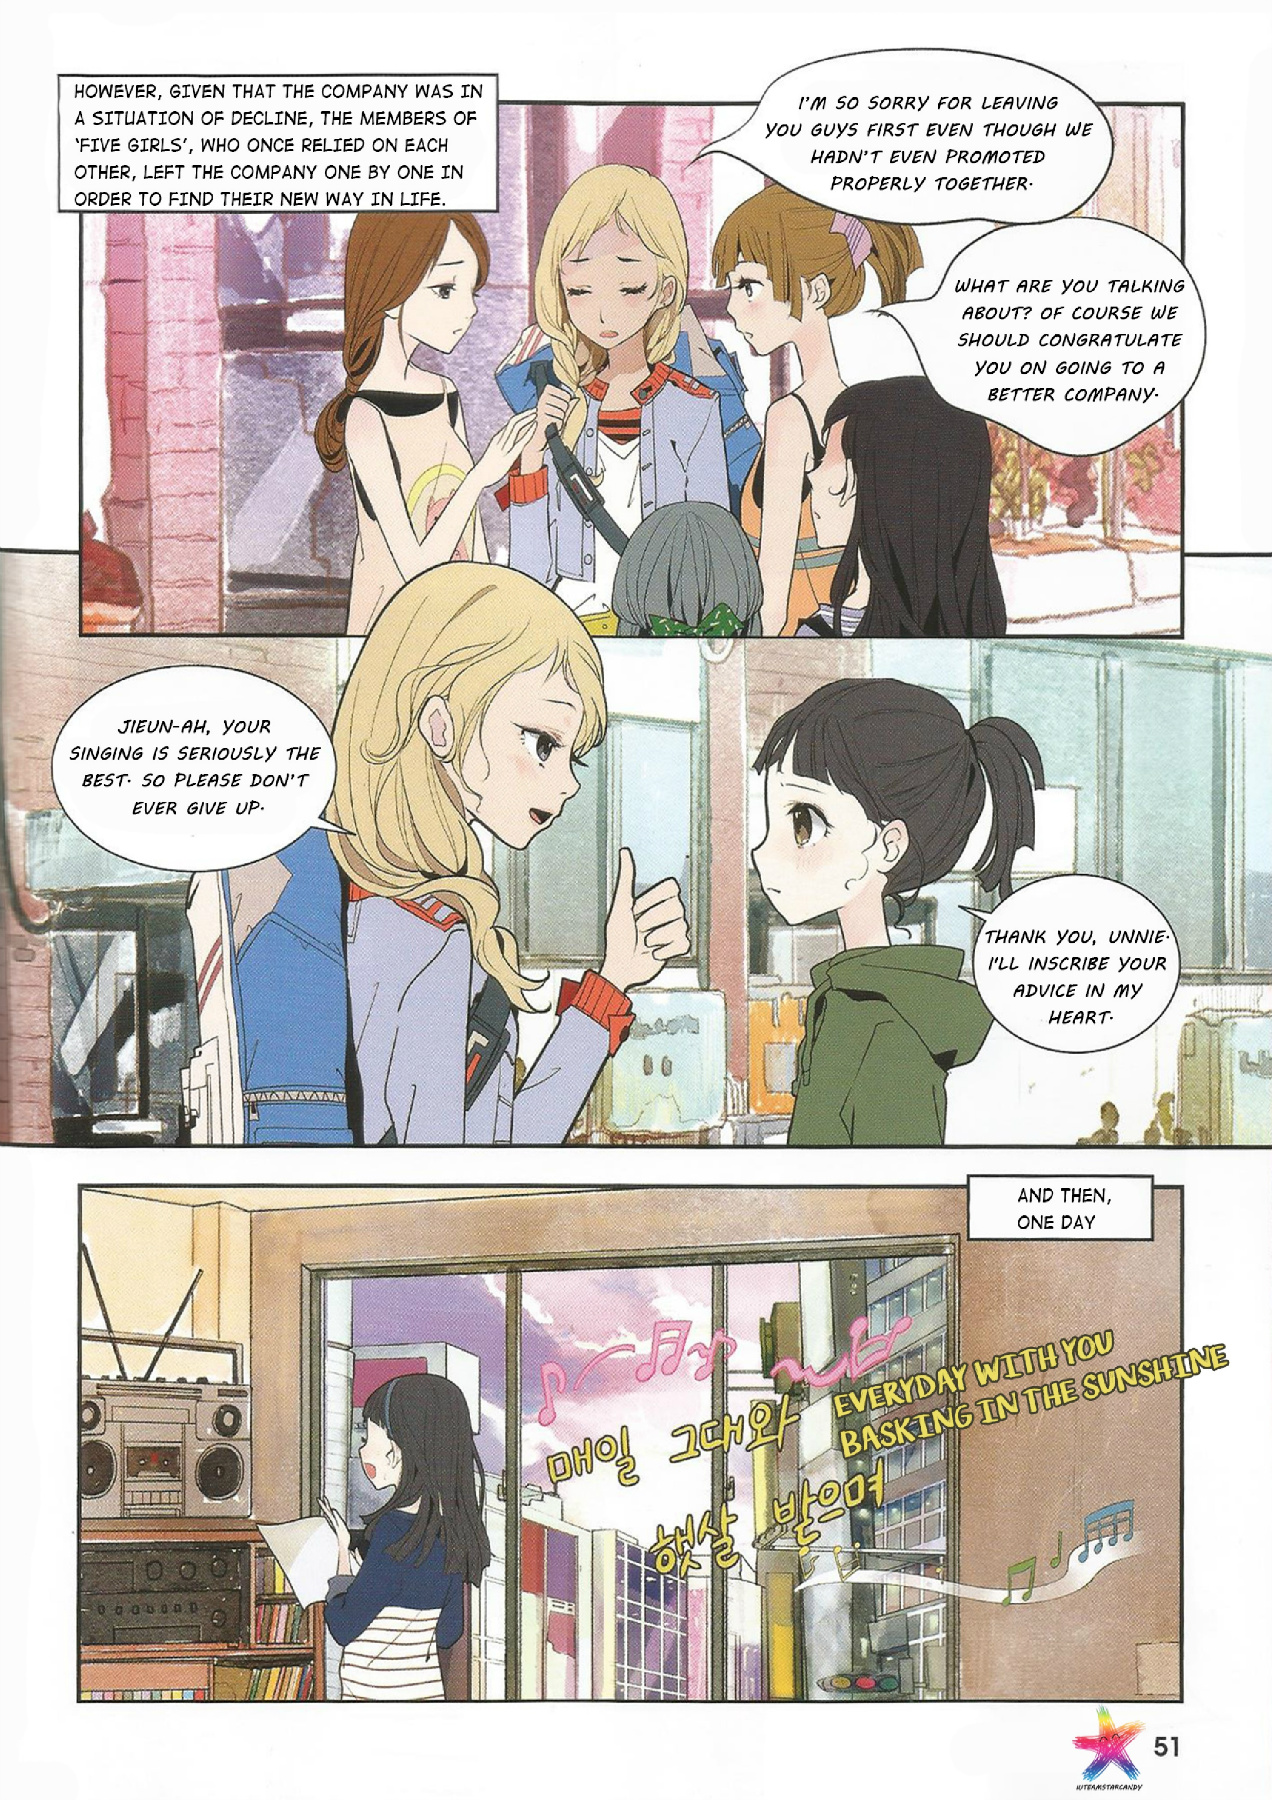 HOWEVER, GIVEN THAT THE COMPANY WAS IN
A SITUATION OF DECLINE, THE MEMBERS OF
'FIVE GIRLS', WHO ONCE RELIED ON EACH
OTHER, LEFT THE COMPANY ONE BY ONE IN
ORDER TO FIND THEIR NEW WAY IN LIFE.
I'M SO SORRY FOR LEAVING
YOU GUYS FIRST EVEN THOUGH WE
HADN'T EVEN PROMOTED
PROPERLY TOGETHER.
WHAT ARE YOU TALKING
ABOUT? OF COURSE WE
SHOULD CONGRATULATE
YOU ON GOING TO A
BETTER COMPANY.
JIEUN-AH, YOUR
SINGING IS SERIOUSLY THE
BEST. SO PLEASE DON'T
EVER GIVE UP.
THANK YOU, UNNIE.
I'LL INSCRIBE YOUR
ADVICE IN MY
HEART.
AND THEN,
ONE DAY
EVERYDAY WITH YOU
BASKING IN THE SUNSHINE
매일 그대와
햇살 받으며
IUTEAMSTARCANDY
51